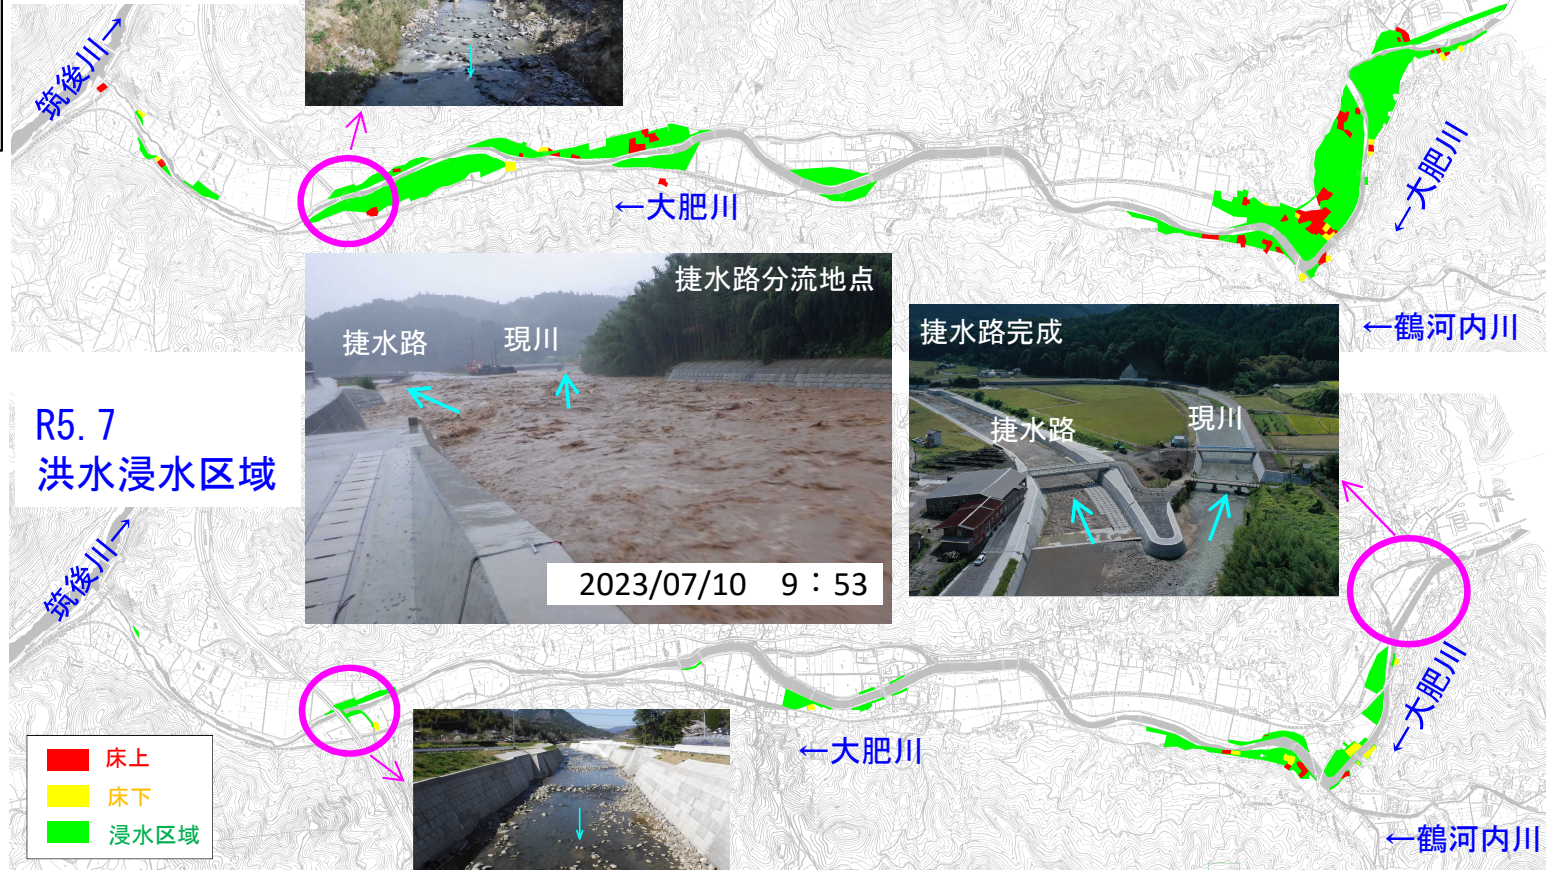 筑後川→
←大肥川
←大肥川
←鶴河内川
捷水路分流地点
捷水路
現川
2023/07/10 9：53
捷水路完成
捷水路
現川
R5.7
洪水浸水区域
筑後川→
←大肥川
←大肥川
←鶴河内川
床上
床下
浸水区域